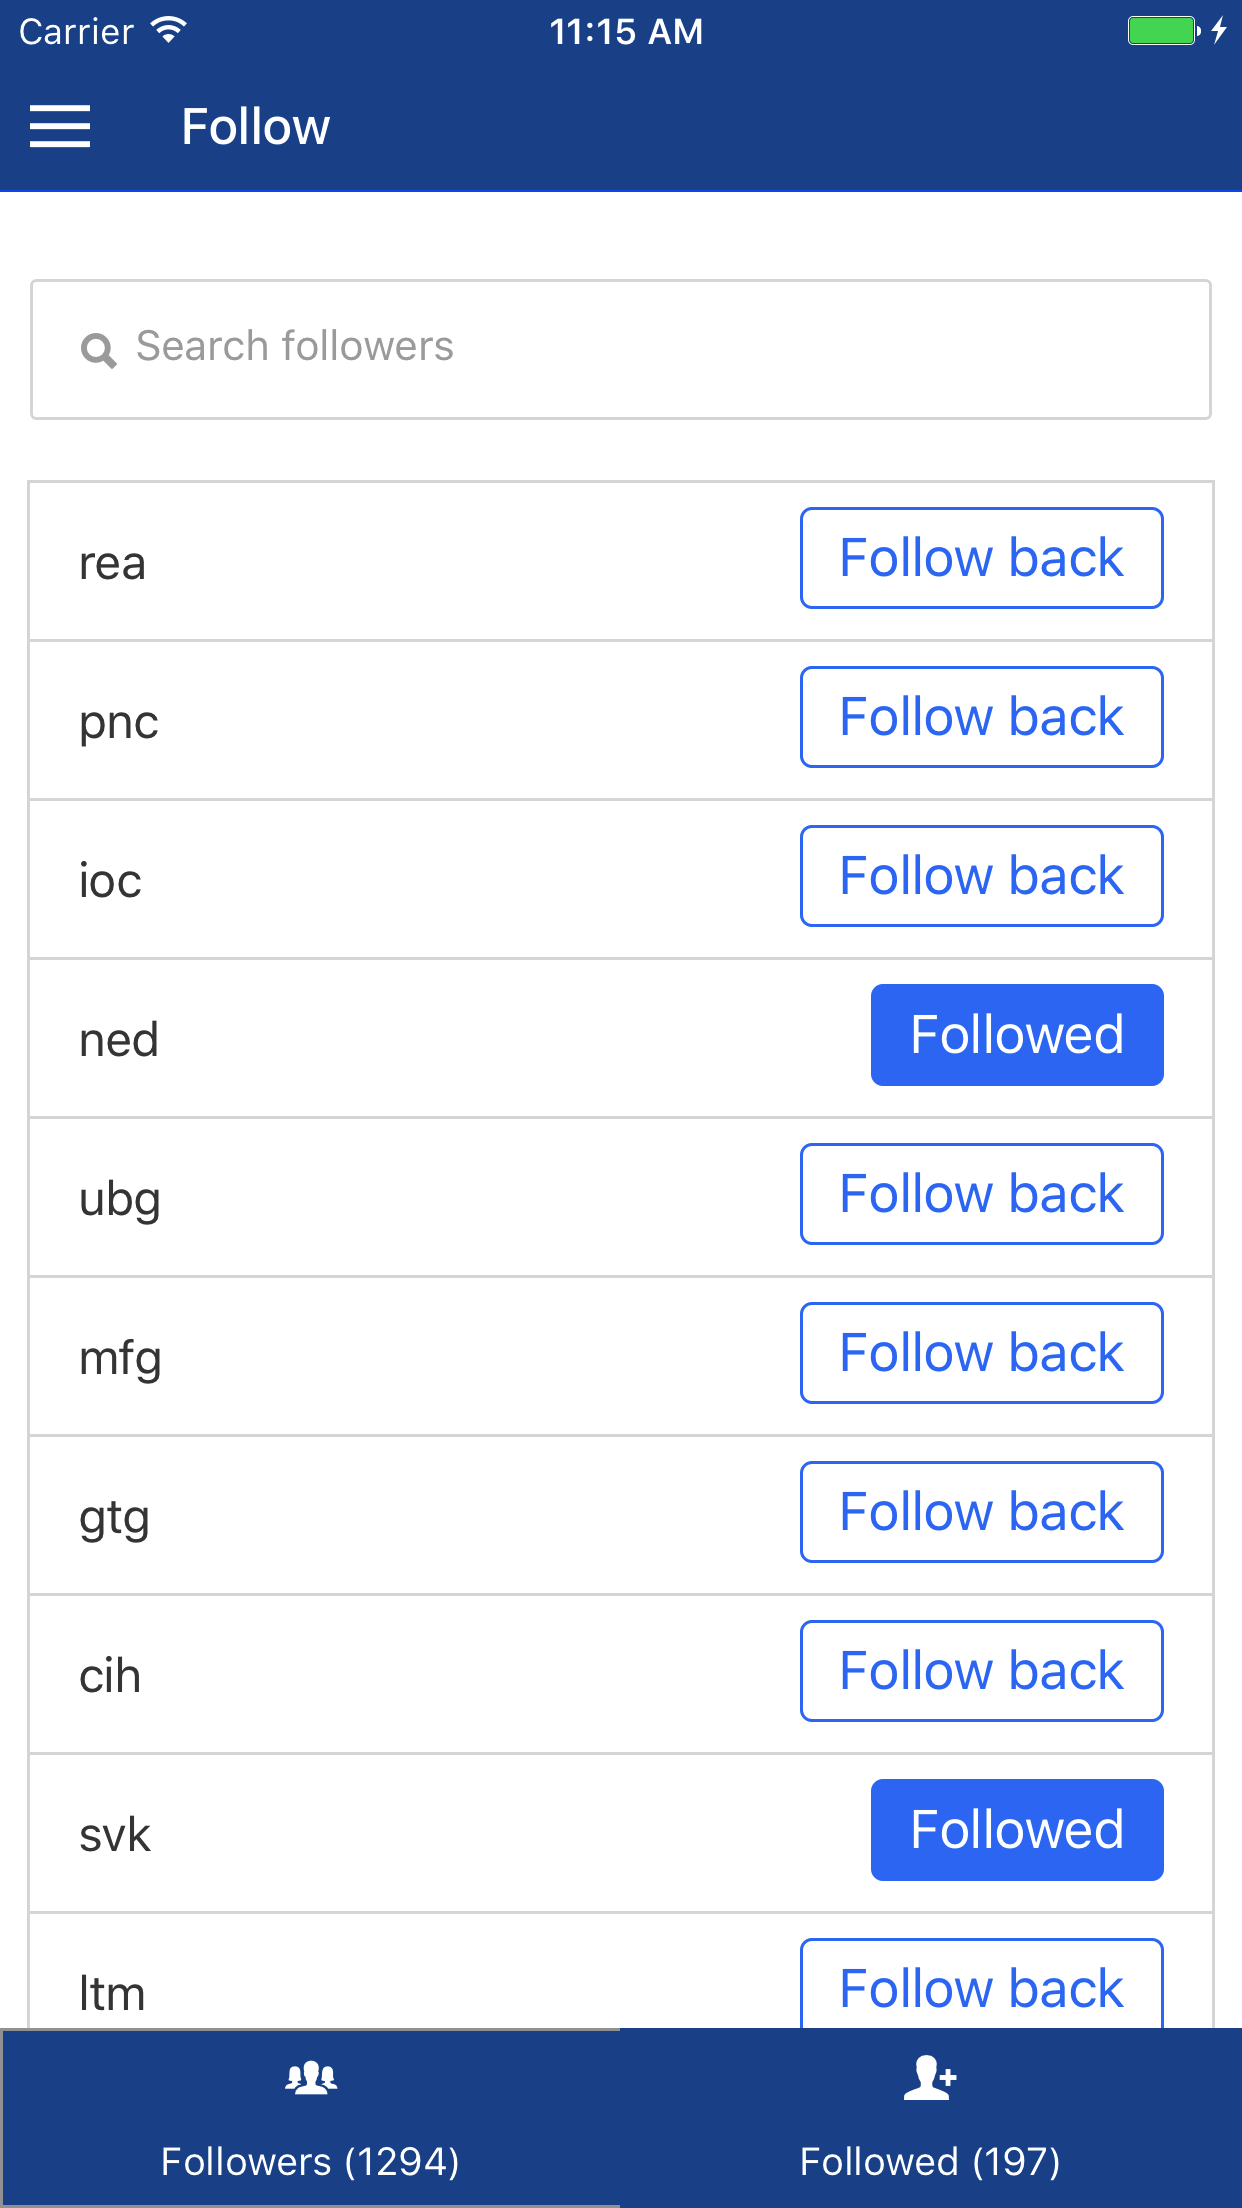 Carrier 11:15 AM
Follow
Search followers
rea Follow back
pnc Follow back
ioc Follow back
ned Followed
ubg Follow back
mfg Follow back
gtg Follow back
cih Follow back
svk Followed
ltm Follow back
Followers (1294) Followed (197)